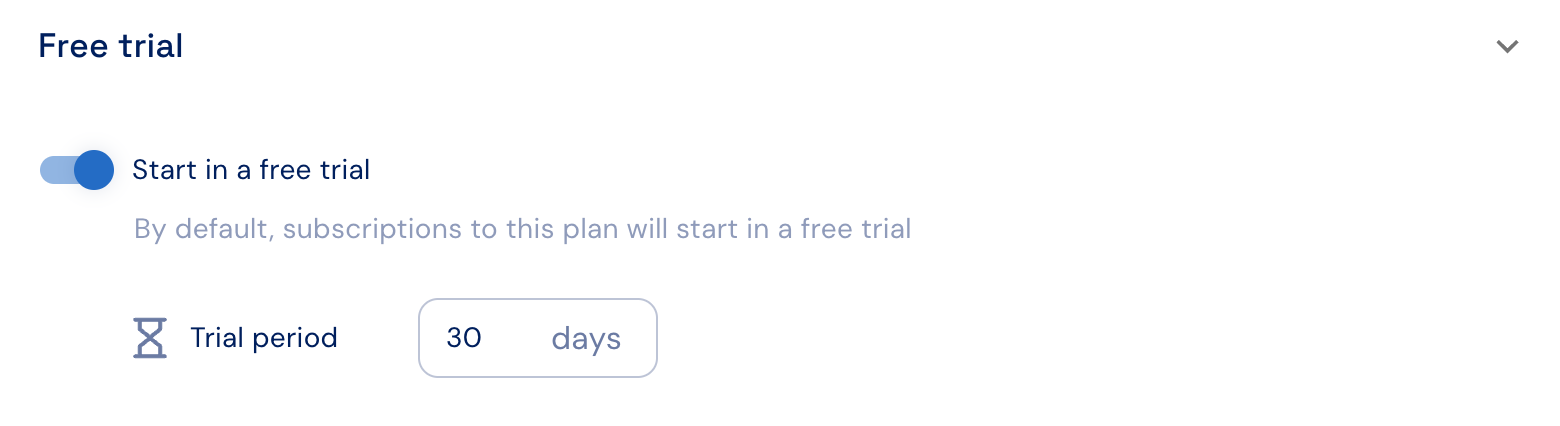 Free trial
Start in a free trial
By default, subscriptions to this plan will start in a free trial
Trial period 30 days